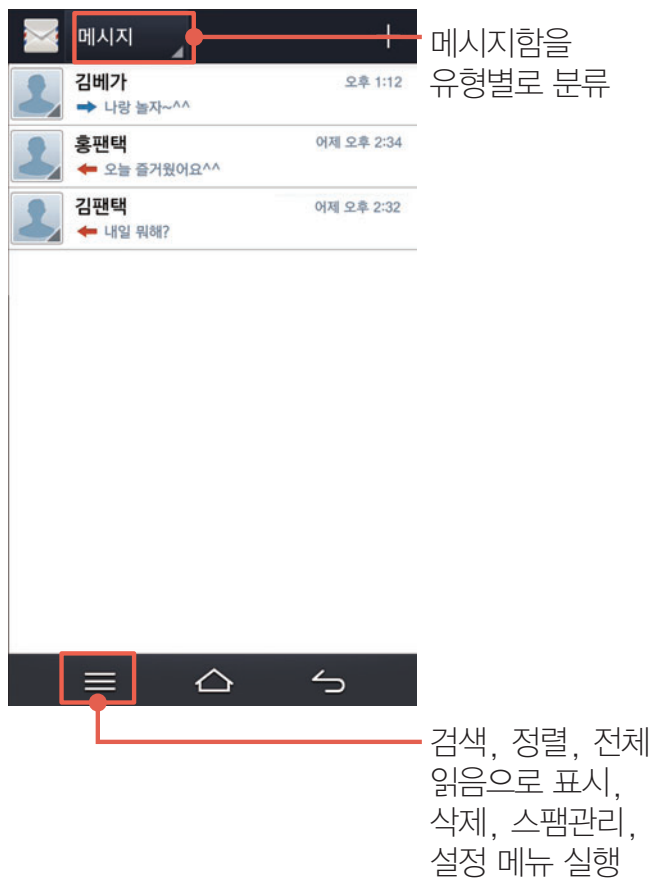 메시지
메시지함을
유형별로 분류
김베가
오후 1:12
나랑 놀자~^^
홍팬택
어제 오후 2:34
오늘 즐거웠어요^^
김팬택
어제 오후 2:32
내일 뭐해?
검색, 정렬, 전체
읽음으로 표시,
삭제, 스팸관리,
설정 메뉴 실행